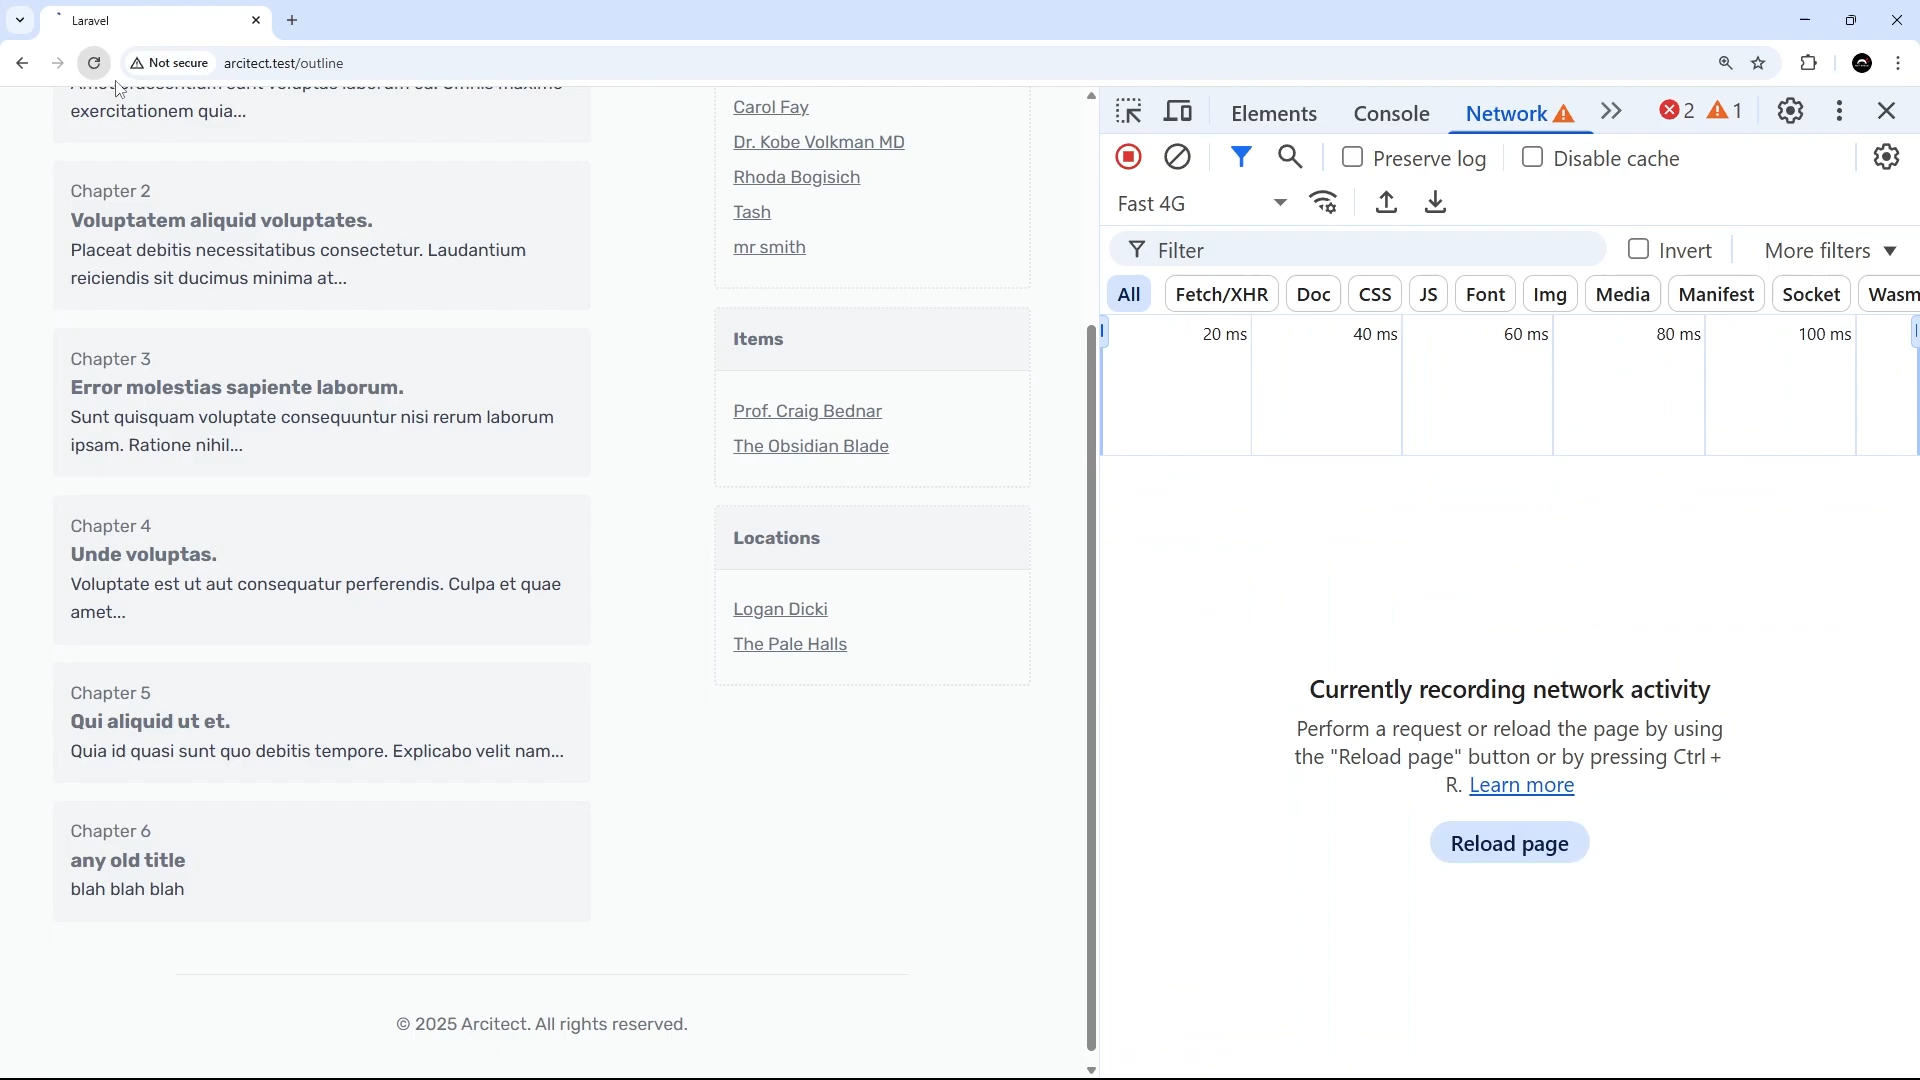 Laravel
Not secure
arcitect.test/outline
exercitationem quia...
Chapter 2
Voluptatem aliquid voluptates.
Placeat debitis necessitatibus consectetur. Laudantium
reiciendis sit ducimus minima at...
Chapter 3
Error molestias sapiente laborum.
Sunt quisquam voluptate consequuntur nisi rerum laborum
ipsam. Ratione nihil...
Chapter 4
Unde voluptas.
Voluptate est ut aut consequatur perferendis. Culpa et quae
amet...
Chapter 5
Qui aliquid ut et.
Quia id quasi sunt quo debitis tempore. Explicabo velit nam...
Chapter 6
any old title
blah blah blah
Carol Fay
Dr. Kobe Volkman MD
Rhoda Bogisich
Tash
mr smith
Items
Prof. Craig Bednar
The Obsidian Blade
Locations
Logan Dicki
The Pale Halls
© 2025 Arcitect. All rights reserved.
Elements Console Network 2 1
Preserve log Disable cache
Fast 4G
Filter Invert More filters
All Fetch/XHR Doc CSS JS Font Img Media Manifest Socket Wasm
20 ms 40 ms 60 ms 80 ms 100 ms
Currently recording network activity
Perform a request or reload the page by using
the "Reload page" button or by pressing Ctrl +
R. Learn more
Reload page